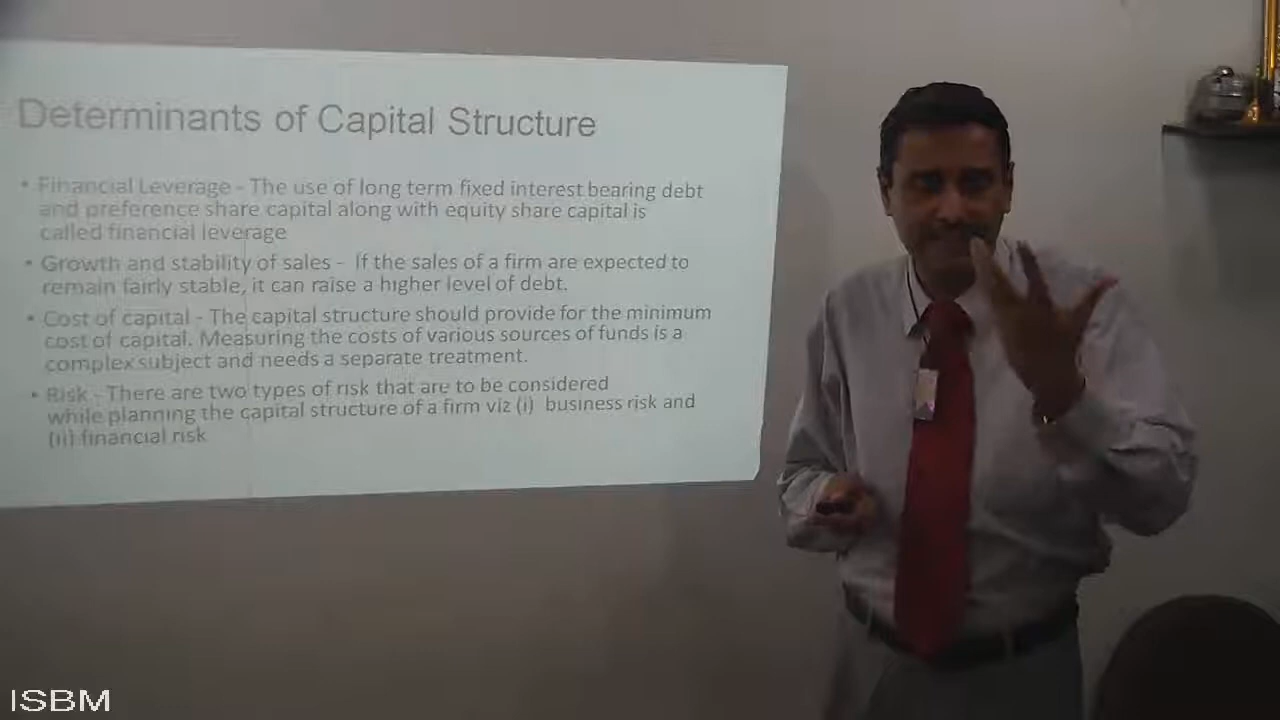 Determinants of Capital Structure
• Financial Leverage - The use of long term fixed interest bearing debt
and preference share capital along with equity share capital is
called financial leverage
• Growth and stability of sales - If the sales of a firm are expected to
remain fairly stable, it can raise a higher level of debt.
• Cost of capital - The capital structure should provide for the minimum
cost of capital. Measuring the costs of various sources of funds is a
complex subject and needs a separate treatment.
• Risk - There are two types of risk that are to be considered
while planning the capital structure of a firm viz (i) business risk and
(ii) financial risk
ISBM